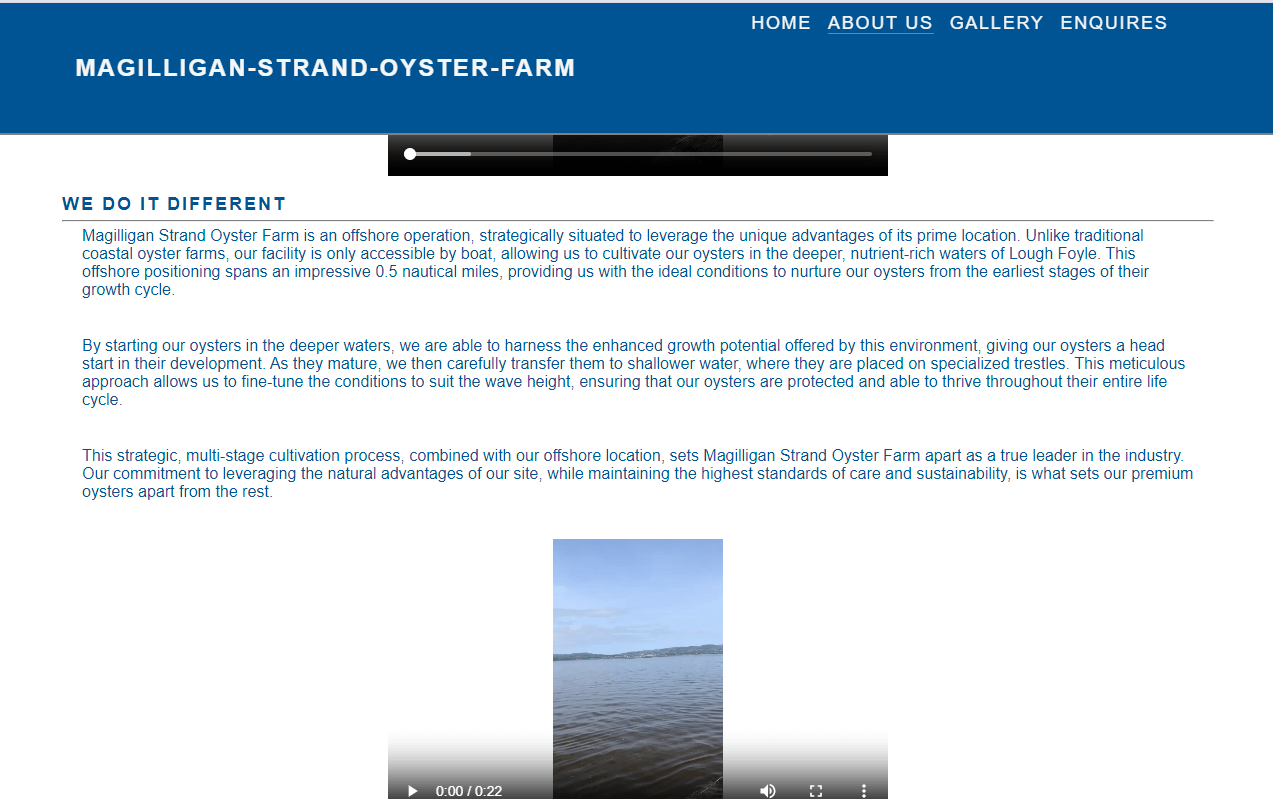 HOME ABOUT US GALLERY ENQUIRES
MAGILLIGAN-STRAND-OYSTER-FARM
WE DO IT DIFFERENT
Magilligan Strand Oyster Farm is an offshore operation, strategically situated to leverage the unique advantages of its prime location. Unlike traditional
coastal oyster farms, our facility is only accessible by boat, allowing us to cultivate our oysters in the deeper, nutrient-rich waters of Lough Foyle. This
offshore positioning spans an impressive 0.5 nautical miles, providing us with the ideal conditions to nurture our oysters from the earliest stages of their
growth cycle.
By starting our oysters in the deeper waters, we are able to harness the enhanced growth potential offered by this environment, giving our oysters a head
start in their development. As they mature, we then carefully transfer them to shallower water, where they are placed on specialized trestles. This meticulous
approach allows us to fine-tune the conditions to suit the wave height, ensuring that our oysters are protected and able to thrive throughout their entire life
cycle.
This strategic, multi-stage cultivation process, combined with our offshore location, sets Magilligan Strand Oyster Farm apart as a true leader in the industry.
Our commitment to leveraging the natural advantages of our site, while maintaining the highest standards of care and sustainability, is what sets our premium
oysters apart from the rest.
0:00 / 0:22